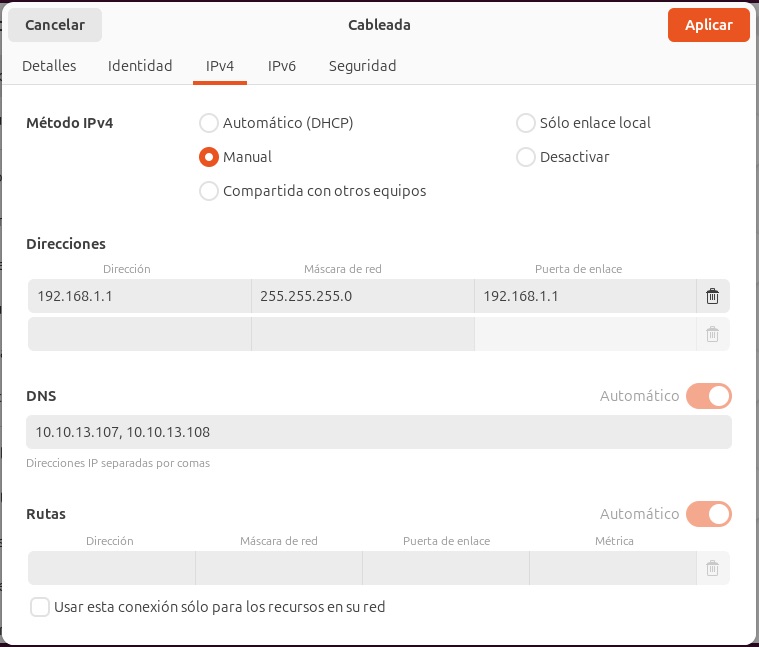 Cancelar Cableada Aplicar
Detalles Identidad IPv4 IPv6 Seguridad
Método IPv4 Automático (DHCP) Sólo enlace local
Manual Desactivar
Compartida con otros equipos
Direcciones
Dirección Máscara de red Puerta de enlace
192.168.1.1 255.255.255.0 192.168.1.1
DNS Automático
10.10.13.107, 10.10.13.108
Direcciones IP separadas por comas
Rutas Automático
Dirección Máscara de red Puerta de enlace Métrica
Usar esta conexión sólo para los recursos en su red